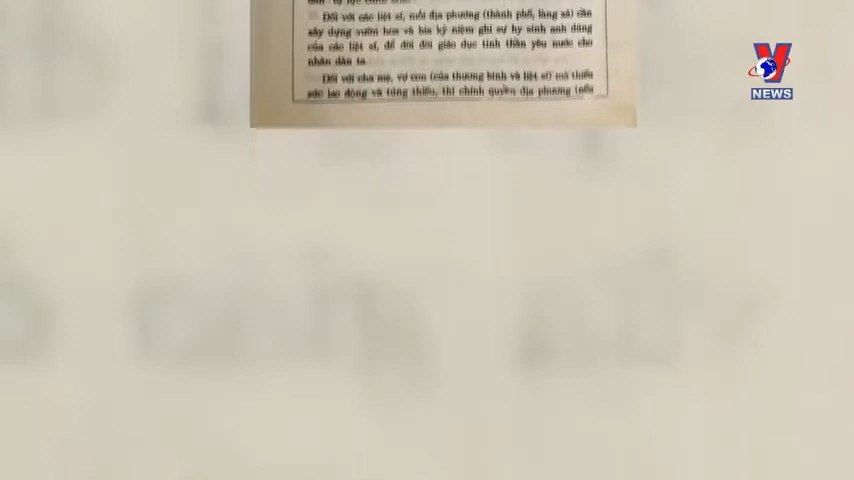 Đối với các liệt sĩ, mỗi địa phương (thành phố, làng xã) cần
xây dựng vườn hoa và bia kỷ niệm ghi sự hy sinh anh dũng
của các liệt sĩ, để đời đời giáo dục tinh thần yêu nước cho
nhân dân ta.
Đối với cha mẹ, vợ con (của thương binh và liệt sĩ) mà thiếu
sức lao động và túng thiếu, thì chính quyền địa phương (nếu
V
NEWS